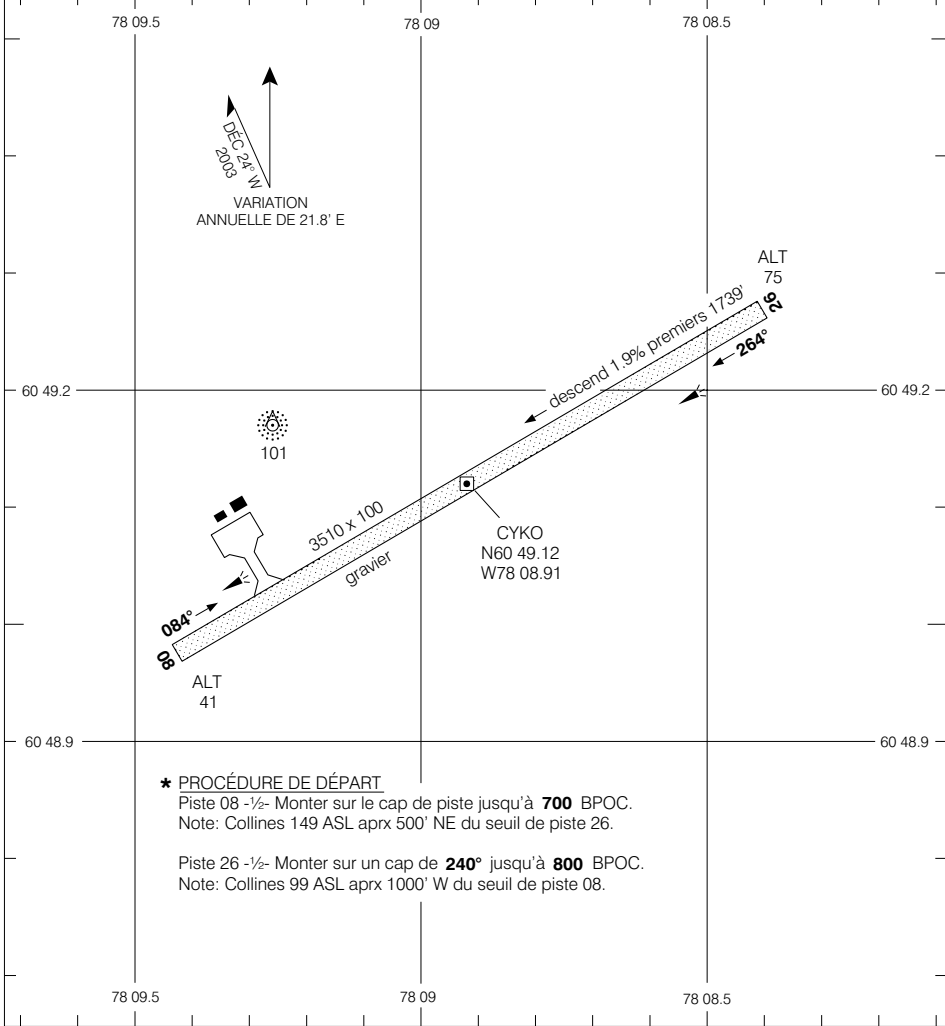 78 09.5
78 09
78 08.5
DÉC 24° W
2003
VARIATION
ANNUELLE DE 21.8' E
ALT
75
26
descend 1.9% premiers 1739'
264°
60 49.2
60 49.2
101
3510 x 100
gravier
CYKO
N60 49.12
W78 08.91
084°
08
ALT
41
60 48.9
60 48.9
* PROCÉDURE DE DÉPART
Piste 08 -½- Monter sur le cap de piste jusqu'à 700 BPOC.
Note: Collines 149 ASL aprx 500' NE du seuil de piste 26.
Piste 26 -½- Monter sur un cap de 240° jusqu'à 800 BPOC.
Note: Collines 99 ASL aprx 1000' W du seuil de piste 08.
78 09.5
78 09
78 08.5